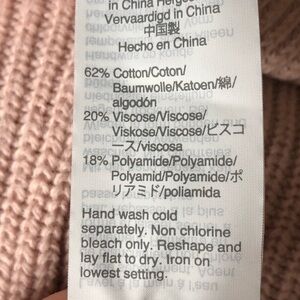 in China Herges
Vervaardigd in China
中国製
Hecho en China
62% Cotton/Coton/
Baumwolle/Katoen/綿/
algodón
20% Viscose/Viscose/
Viskose/Viscose/ビスコ
ース/viscosa
18% Polyamide/Polyamide/
Polyamid/Polyamide/ポ
リアミド/poliamida
Hand wash cold
separately. Non chlorine
bleach only. Reshape and
lay flat to dry. Iron on
lowest setting.